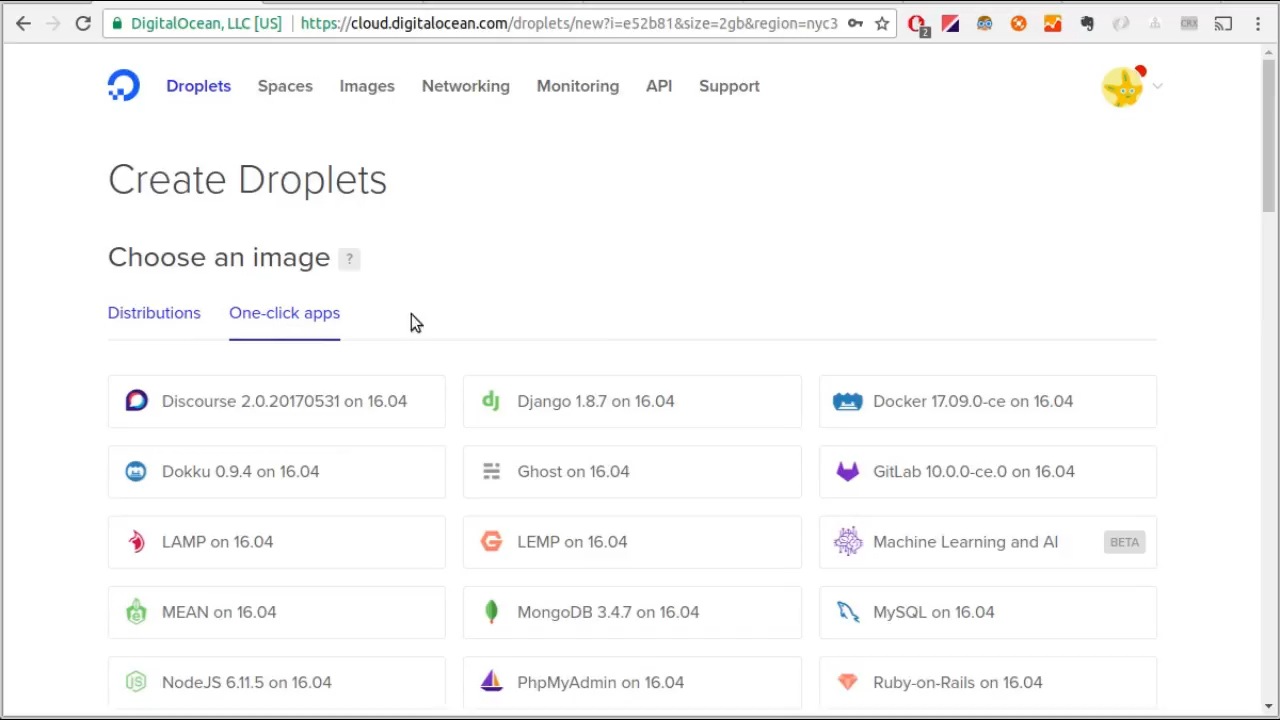 DigitalOcean, LLC [US] https://cloud.digitalocean.com/droplets/new?i=e52b81&size=2gb&region=nyc3
2
Droplets Spaces Images Networking Monitoring API Support
Create Droplets
Choose an image ?
Distributions One-click apps
Discourse 2.0.20170531 on 16.04 Django 1.8.7 on 16.04 Docker 17.09.0-ce on 16.04
Dokku 0.9.4 on 16.04 Ghost on 16.04 GitLab 10.0.0-ce.0 on 16.04
LAMP on 16.04 LEMP on 16.04 Machine Learning and AI BETA
MEAN on 16.04 MongoDB 3.4.7 on 16.04 MySQL on 16.04
NodeJS 6.11.5 on 16.04 PhpMyAdmin on 16.04 Ruby-on-Rails on 16.04